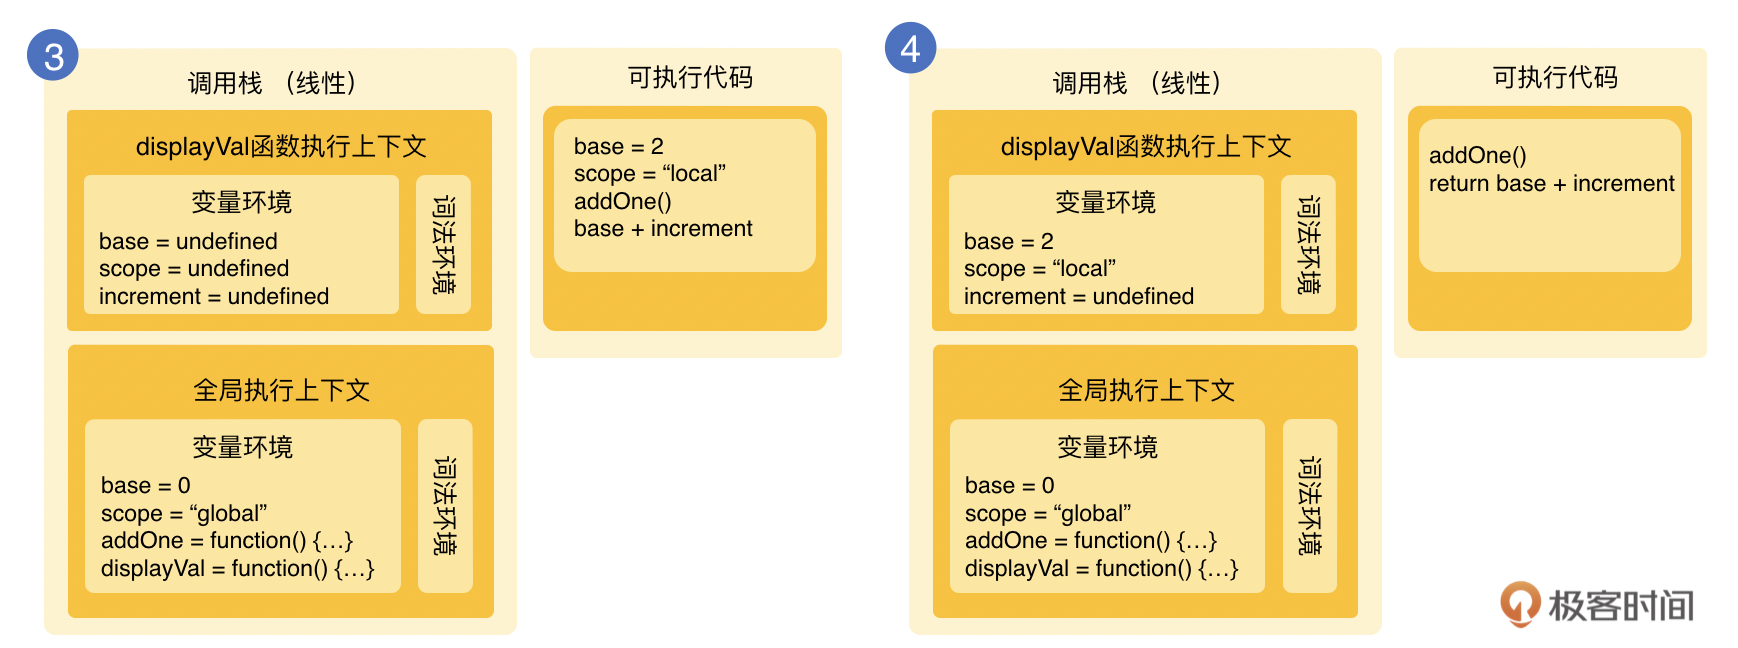 3
调用栈 （线性）
displayVal函数执行上下文
变量环境
base = undefined
scope = undefined
increment = undefined
词法环境
全局执行上下文
变量环境
base = 0
scope = “global”
addOne = function() {…}
displayVal = function() {…}
词法环境
可执行代码
base = 2
scope = “local”
addOne()
base + increment
4
调用栈 （线性）
displayVal函数执行上下文
变量环境
base = 2
scope = “local”
increment = undefined
词法环境
全局执行上下文
变量环境
base = 0
scope = “global”
addOne = function() {…}
displayVal = function() {…}
词法环境
可执行代码
addOne()
return base + increment
极客时间